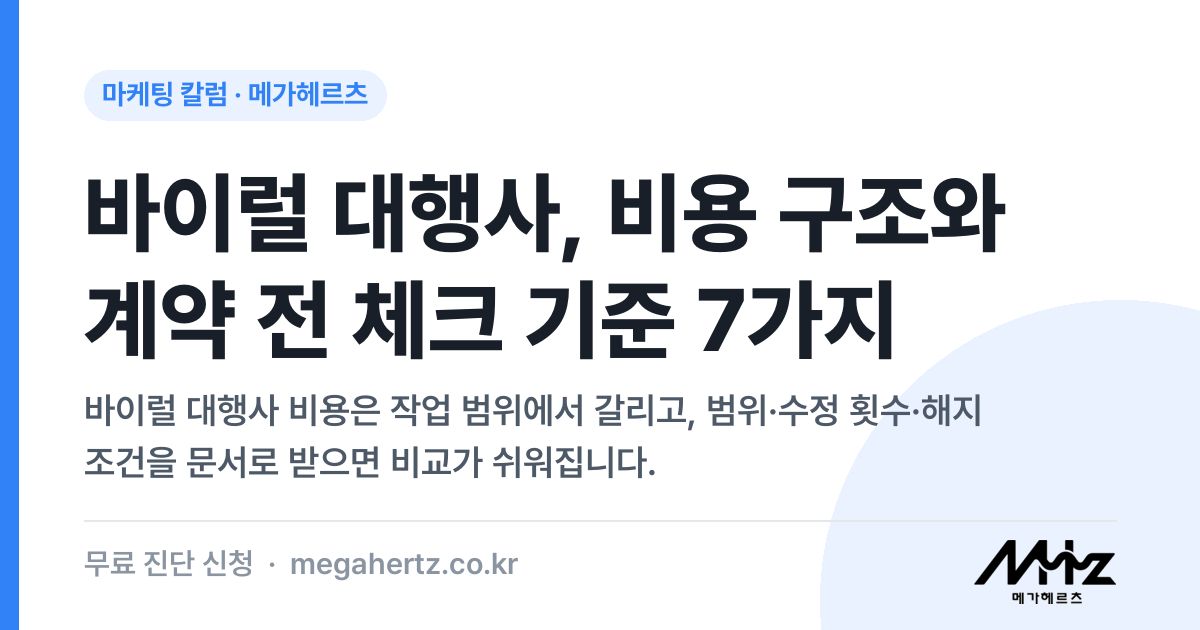 마케팅 칼럼 · 메가헤르츠
바이럴 대행사, 비용 구조와
계약 전 체크 기준 7가지
바이럴 대행사 비용은 작업 범위에서 갈리고, 범위·수정 횟수·해지
조건을 문서로 받으면 비교가 쉬워집니다.
무료 진단 신청 · megahertz.co.kr
MHz
메가헤르츠